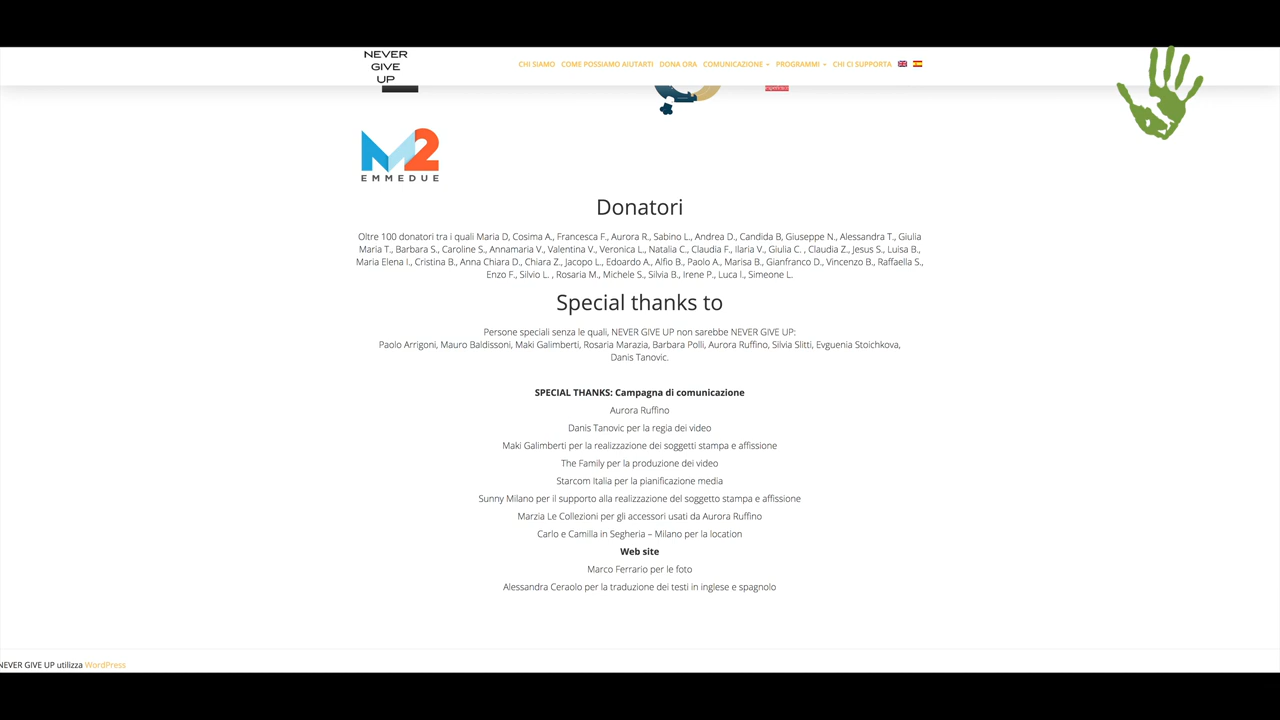 NEVER
GIVE
UP
CHI SIAMO COME POSSIAMO AIUTARTI DONA ORA COMUNICAZIONE PROGRAMMI CHI CI SUPPORTA
M2
EMMEDUE
Donatori
Oltre 100 donatori tra i quali Maria D, Cosima A., Francesca F., Aurora R., Sabino L., Andrea D., Candida B, Giuseppe N., Alessandra T., Giulia
Maria T., Barbara S., Caroline S., Annamaria V., Valentina V., Veronica L., Natalia C., Claudia F., Ilaria V., Giulia C. , Claudia Z., Jesus S., Luisa B.,
Maria Elena I., Cristina B., Anna Chiara D., Chiara Z., Jacopo L., Edoardo A., Alfio B., Paolo A., Marisa B., Gianfranco D., Vincenzo B., Raffaella S.,
Enzo F., Silvio L. , Rosaria M., Michele S., Silvia B., Irene P., Luca I., Simeone L.
Special thanks to
Persone speciali senza le quali, NEVER GIVE UP non sarebbe NEVER GIVE UP:
Paolo Arrigoni, Mauro Baldissoni, Maki Galimberti, Rosaria Marazia, Barbara Polli, Aurora Ruffino, Silvia Slitti, Evguenia Stoichkova,
Danis Tanovic.
SPECIAL THANKS: Campagna di comunicazione
Aurora Ruffino
Danis Tanovic per la regia dei video
Maki Galimberti per la realizzazione dei soggetti stampa e affissione
The Family per la produzione dei video
Starcom Italia per la pianificazione media
Sunny Milano per il supporto alla realizzazione del soggetto stampa e affissione
Marzia Le Collezioni per gli accessori usati da Aurora Ruffino
Carlo e Camilla in Segheria – Milano per la location
Web site
Marco Ferrario per le foto
Alessandra Ceraolo per la traduzione dei testi in inglese e spagnolo
NEVER GIVE UP utilizza WordPress